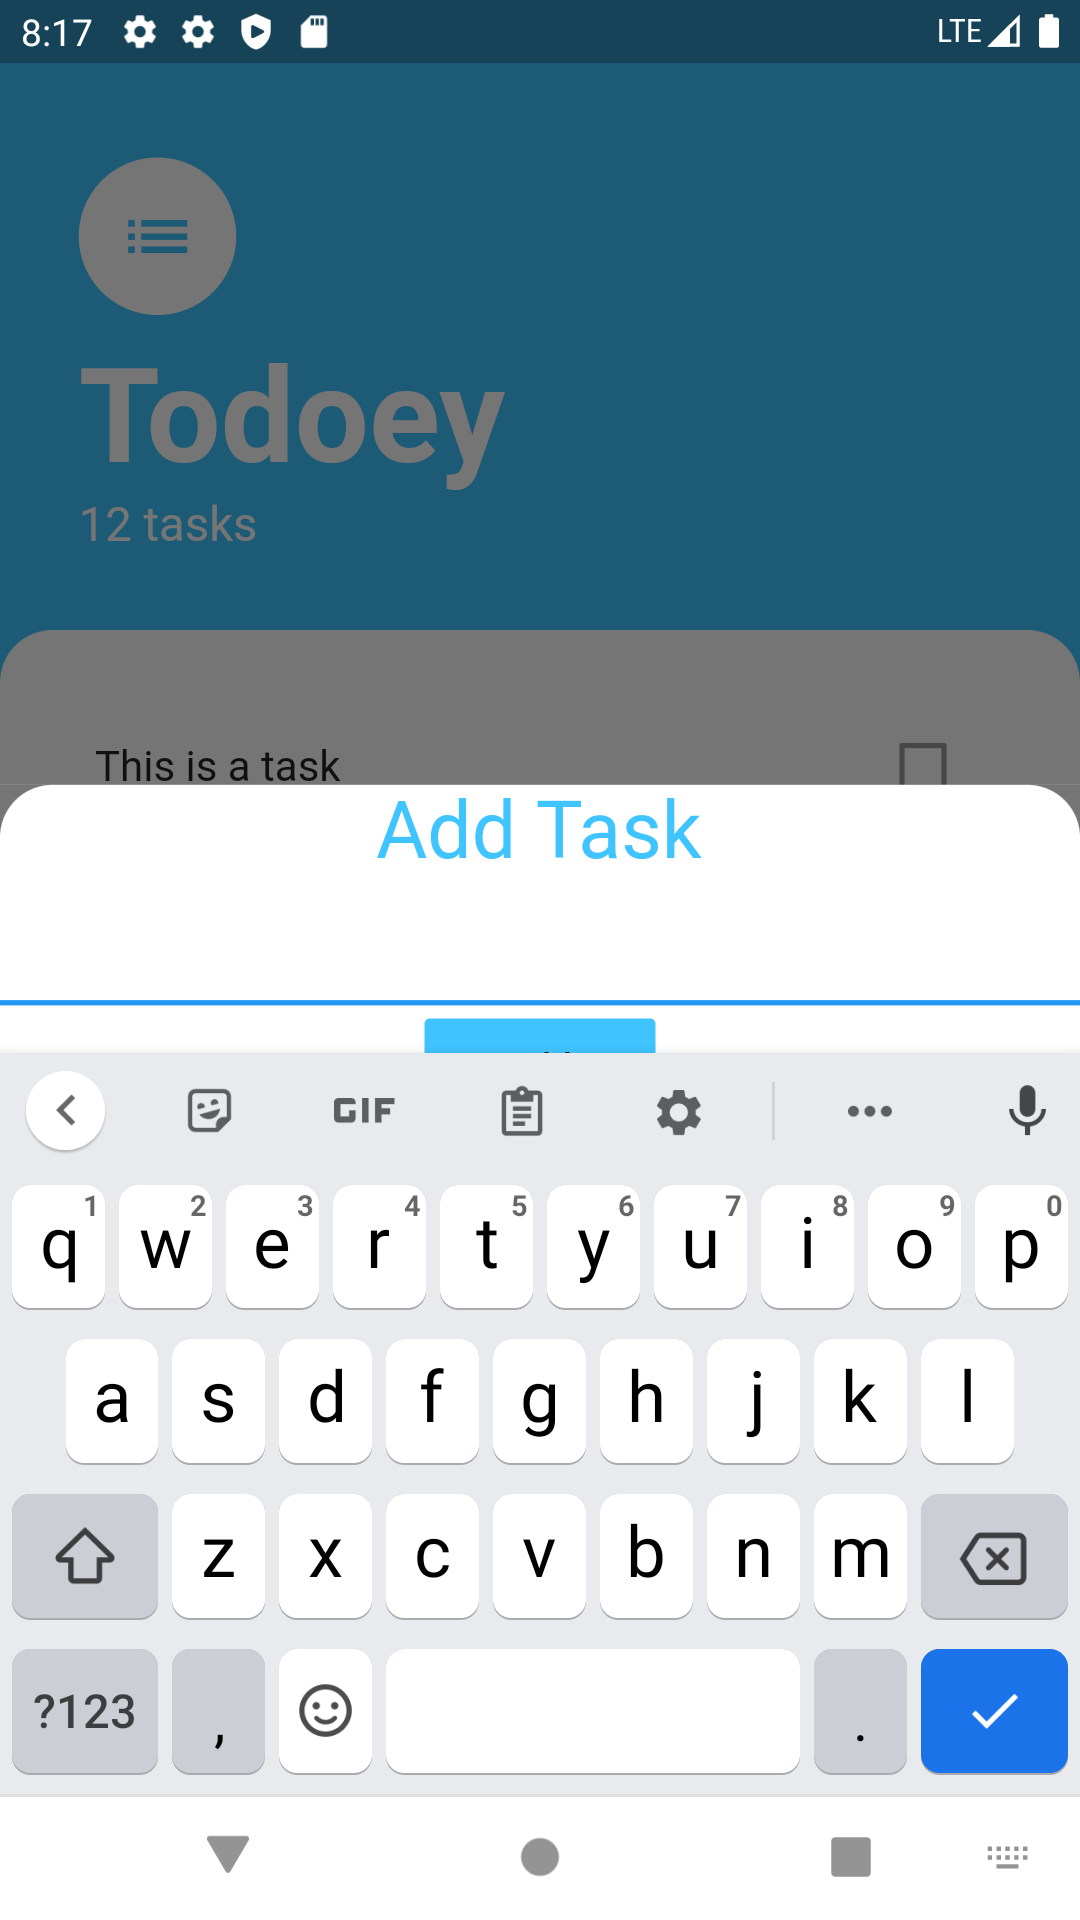 8:17
LTE
Todoey
12 tasks
This is a task
Add Task
GIF
1 2 3 4 5 6 7 8 9 0
q w e r t y u i o p
a s d f g h j k l
z x c v b n m
?123 , .